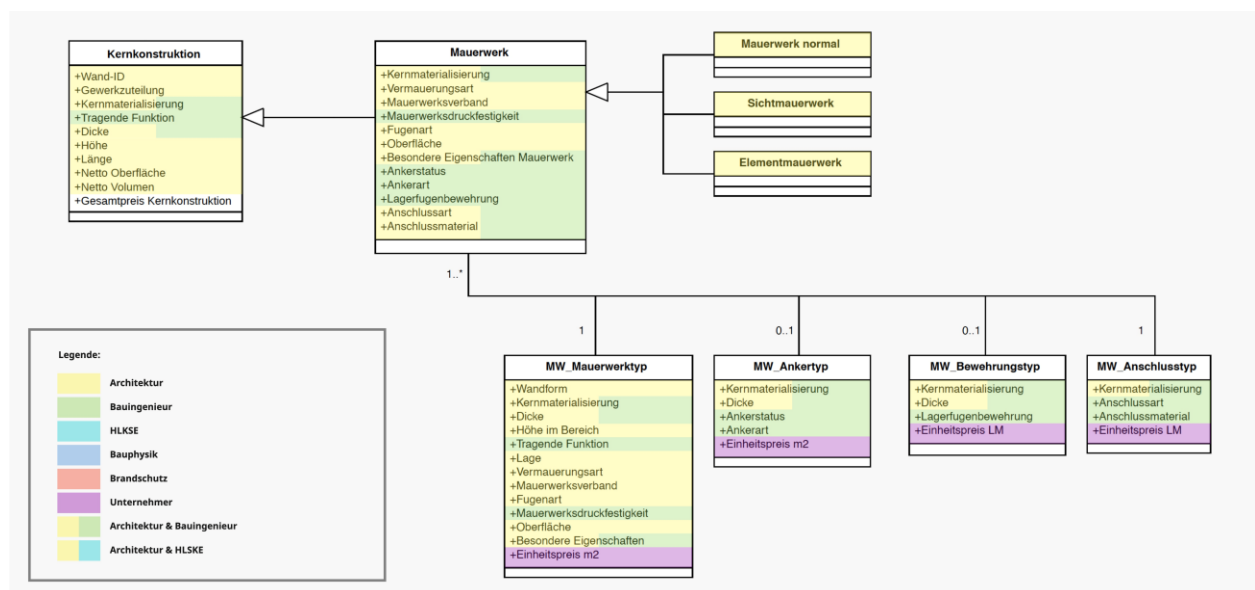 Kernkonstruktion
+Wand-ID
+Gewerkzuteilung
+Kernmaterialisierung
+Tragende Funktion
+Dicke
+Höhe
+Länge
+Netto Oberfläche
+Netto Volumen
+Gesamtpreis Kernkonstruktion
Mauerwerk
+Kernmaterialisierung
+Vermauerungsart
+Mauerwerksverband
+Mauerwerksdruckfestigkeit
+Fugenart
+Oberfläche
+Besondere Eigenschaften Mauerwerk
+Ankerstatus
+Ankerart
+Lagerfugenbewehrung
+Anschlussart
+Anschlussmaterial
Mauerwerk normal
Sichtmauerwerk
Elementmauerwerk
1..*
1
0..1
0..1
1
Legende:
Architektur
Bauingenieur
HLKSE
Bauphysik
Brandschutz
Unternehmer
Architektur & Bauingenieur
Architektur & HLSKE
MW_Mauerwerktyp
+Wandform
+Kernmaterialisierung
+Dicke
+Höhe im Bereich
+Tragende Funktion
+Lage
+Vermauerungsart
+Mauerwerksverband
+Fugenart
+Mauerwerksdruckfestigkeit
+Oberfläche
+Besondere Eigenschaften
+Einheitspreis m2
MW_Ankertyp
+Kernmaterialisierung
+Dicke
+Ankerstatus
+Ankerart
+Einheitspreis m2
MW_Bewehrungstyp
+Kernmaterialisierung
+Dicke
+Lagerfugenbewehrung
+Einheitspreis LM
MW_Anschlusstyp
+Kernmaterialisierung
+Anschlussart
+Anschlussmaterial
+Einheitspreis LM